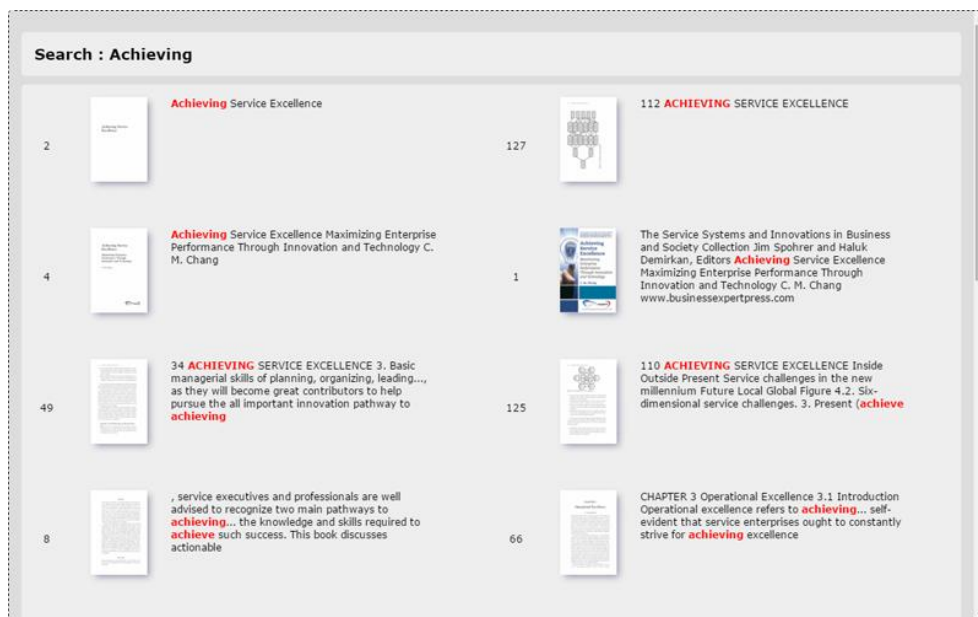 Search : Achieving
2
Achieving Service Excellence
127
112 ACHIEVING SERVICE EXCELLENCE
4
Achieving Service Excellence Maximizing Enterprise
Performance Through Innovation and Technology C.
M. Chang
1
Achieving
Service
Excellence
The Service Systems and Innovations in Business
and Society Collection Jim Spohrer and Haluk
Demirkan, Editors Achieving Service Excellence
Maximizing Enterprise Performance Through
Innovation and Technology C. M. Chang
www.businessexpertpress.com
49
34 ACHIEVING SERVICE EXCELLENCE 3. Basic
managerial skills of planning, organizing, leading...,
as they will become great contributors to help
pursue the all important innovation pathway to
achieving
125
110 ACHIEVING SERVICE EXCELLENCE Inside
Outside Present Service challenges in the new
millennium Future Local Global Figure 4.2. Six-
dimensional service challenges. 3. Present (achieve
8
, service executives and professionals are well
advised to recognize two main pathways to
achieving... the knowledge and skills required to
achieve such success. This book discusses
actionable
66
CHAPTER 3 Operational Excellence 3.1 Introduction
Operational excellence refers to achieving... self-
evident that service enterprises ought to constantly
strive for achieving excellence